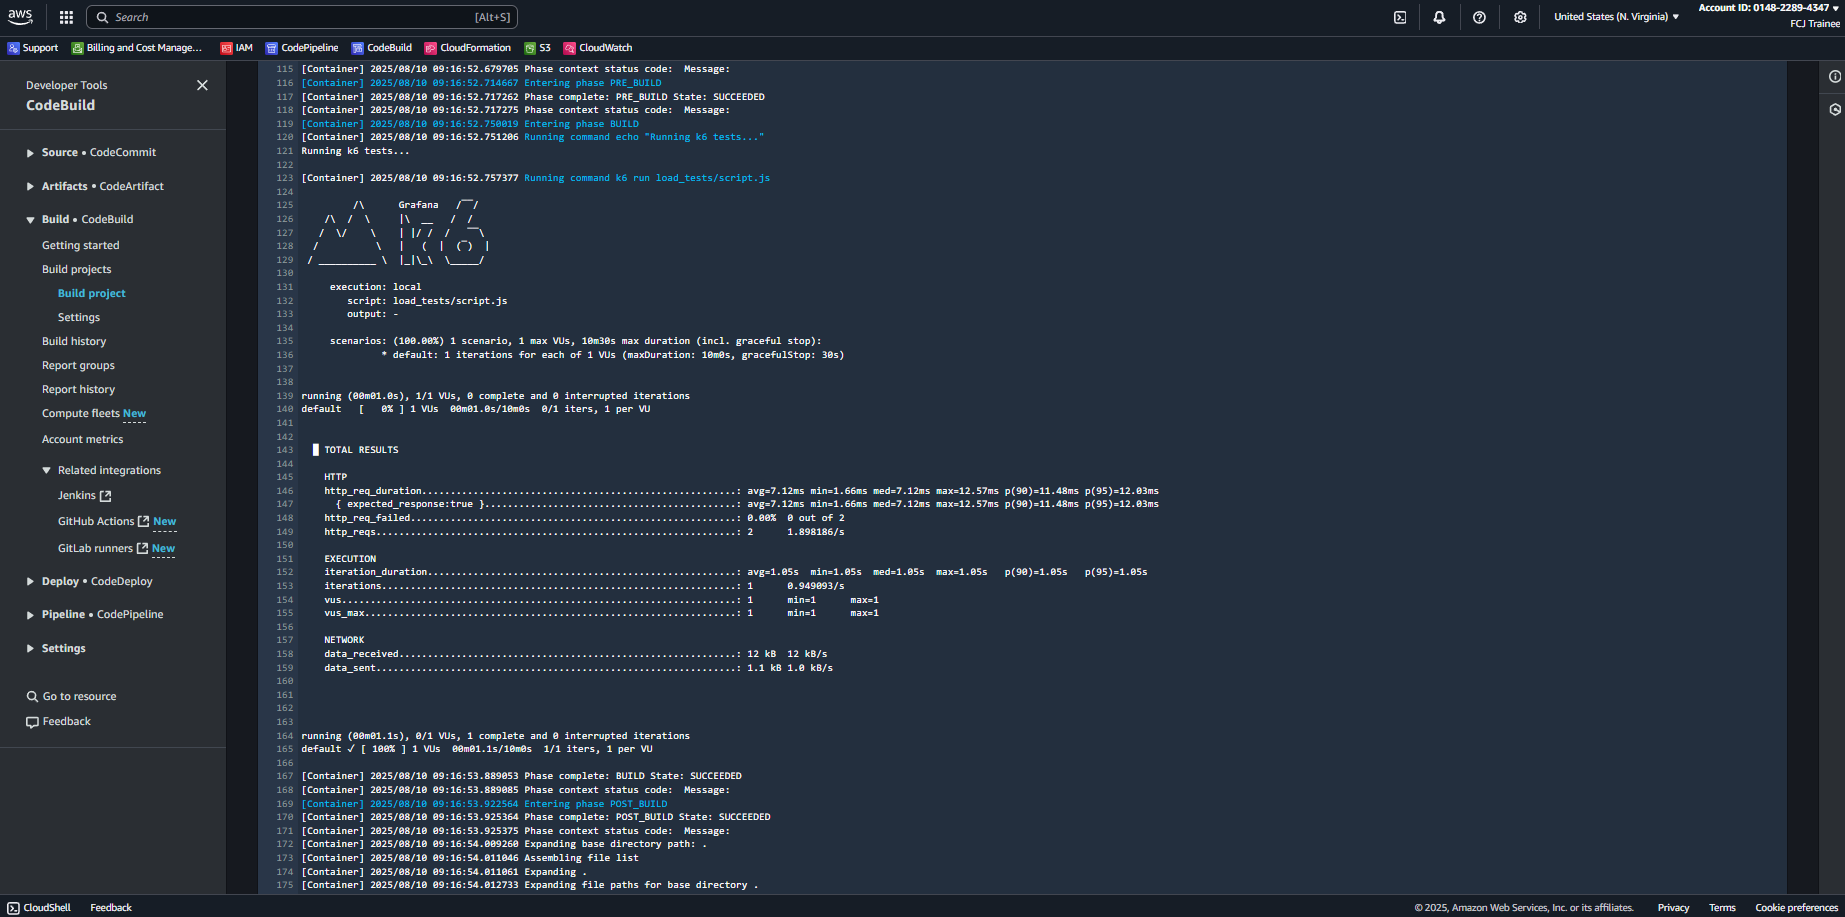 aws
Search [Alt+S]
United States (N. Virginia)
Account ID: 0148-2289-4347
FCJ Trainee
Support Billing and Cost Manage... IAM CodePipeline CodeBuild CloudFormation S3 CloudWatch
Developer Tools
CodeBuild
Source • CodeCommit
Artifacts • CodeArtifact
Build • CodeBuild
Getting started
Build projects
Build project
Settings
Build history
Report groups
Report history
Compute fleets New
Account metrics
Related integrations
Jenkins
GitHub Actions New
GitLab runners New
Deploy • CodeDeploy
Pipeline • CodePipeline
Settings
Go to resource
Feedback
115 [Container] 2025/08/10 09:16:52.679705 Phase context status code:  Message:
116 [Container] 2025/08/10 09:16:52.714667 Entering phase PRE_BUILD
117 [Container] 2025/08/10 09:16:52.717262 Phase complete: PRE_BUILD State: SUCCEEDED
118 [Container] 2025/08/10 09:16:52.717275 Phase context status code:  Message:
119 [Container] 2025/08/10 09:16:52.750019 Entering phase BUILD
120 [Container] 2025/08/10 09:16:52.751206 Running command echo "Running k6 tests..."
121 Running k6 tests...
122
123 [Container] 2025/08/10 09:16:52.757377 Running command k6 run load_tests/script.js
124
125          /\      Grafana   /‾‾/
126     /\  /  \     |\  __   /  /
127    /  \/    \    | |/ /  /   ‾‾\
128   /          \   |   (  |  (‾)  |
129  / __________ \  |_|\_\  \_____/
130
131      execution: local
132         script: load_tests/script.js
133         output: -
134
135      scenarios: (100.00%) 1 scenario, 1 max VUs, 10m30s max duration (incl. graceful stop):
136               * default: 1 iterations for each of 1 VUs (maxDuration: 10m0s, gracefulStop: 30s)
137
138
139 running (00m01.0s), 1/1 VUs, 0 complete and 0 interrupted iterations
140 default   [   0% ] 1 VUs  00m01.0s/10m0s  0/1 iters, 1 per VU
141
142
143   █ TOTAL RESULTS
144
145     HTTP
146     http_req_duration.......................................................: avg=7.12ms min=1.66ms med=7.12ms max=12.57ms p(90)=11.48ms p(95)=12.03ms
147       { expected_response:true }............................................: avg=7.12ms min=1.66ms med=7.12ms max=12.57ms p(90)=11.48ms p(95)=12.03ms
148     http_req_failed.........................................................: 0.00%  0 out of 2
149     http_reqs...............................................................: 2      1.898186/s
150
151     EXECUTION
152     iteration_duration......................................................: avg=1.05s  min=1.05s  med=1.05s  max=1.05s   p(90)=1.05s   p(95)=1.05s
153     iterations..............................................................: 1      0.949093/s
154     vus.....................................................................: 1      min=1      max=1
155     vus_max.................................................................: 1      min=1      max=1
156
157     NETWORK
158     data_received...........................................................: 12 kB  12 kB/s
159     data_sent...............................................................: 1.1 kB 1.0 kB/s
160
161
162
163
164 running (00m01.1s), 0/1 VUs, 1 complete and 0 interrupted iterations
165 default ✓ [ 100% ] 1 VUs  00m01.1s/10m0s  1/1 iters, 1 per VU
166
167 [Container] 2025/08/10 09:16:53.889053 Phase complete: BUILD State: SUCCEEDED
168 [Container] 2025/08/10 09:16:53.889085 Phase context status code:  Message:
169 [Container] 2025/08/10 09:16:53.922564 Entering phase POST_BUILD
170 [Container] 2025/08/10 09:16:53.925364 Phase complete: POST_BUILD State: SUCCEEDED
171 [Container] 2025/08/10 09:16:53.925375 Phase context status code:  Message:
172 [Container] 2025/08/10 09:16:54.009260 Expanding base directory path: .
173 [Container] 2025/08/10 09:16:54.011046 Assembling file list
174 [Container] 2025/08/10 09:16:54.011061 Expanding .
175 [Container] 2025/08/10 09:16:54.012733 Expanding file paths for base directory .
CloudShell Feedback © 2025, Amazon Web Services, Inc. or its affiliates. Privacy Terms Cookie preferences